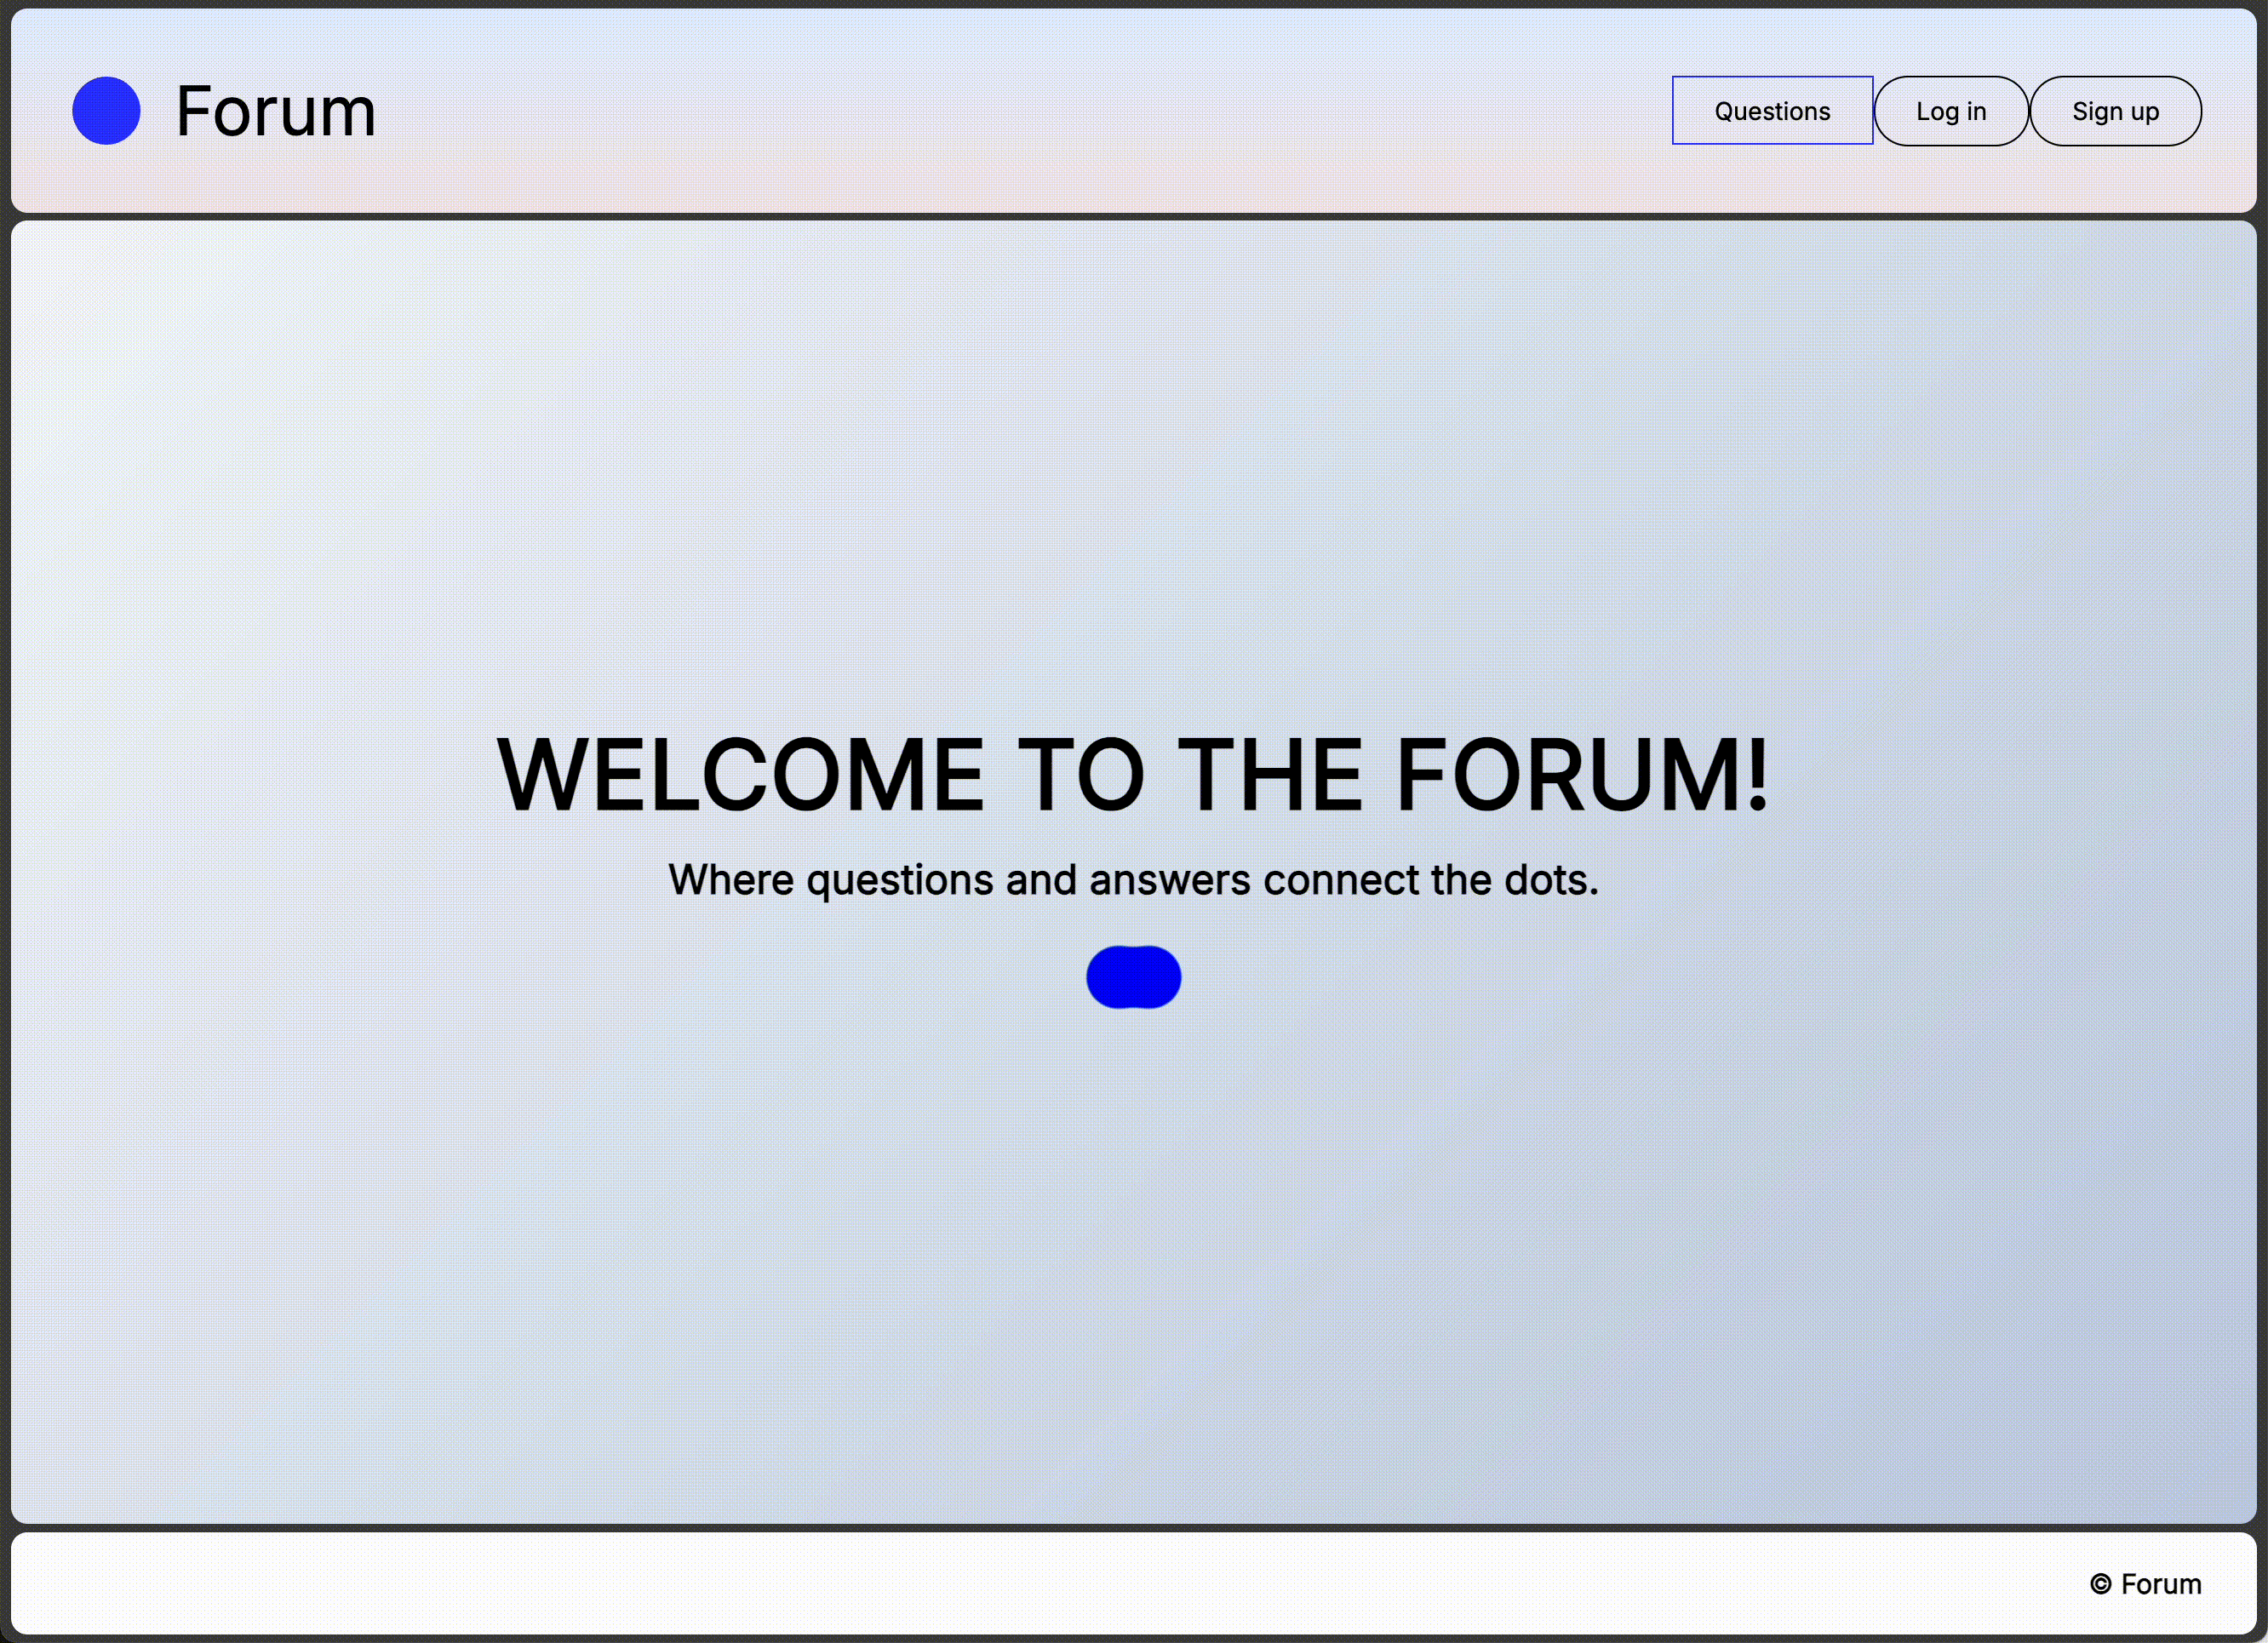 Forum
Questions
Log in
Sign up
WELCOME TO THE FORUM!
Where questions and answers connect the dots.
© Forum